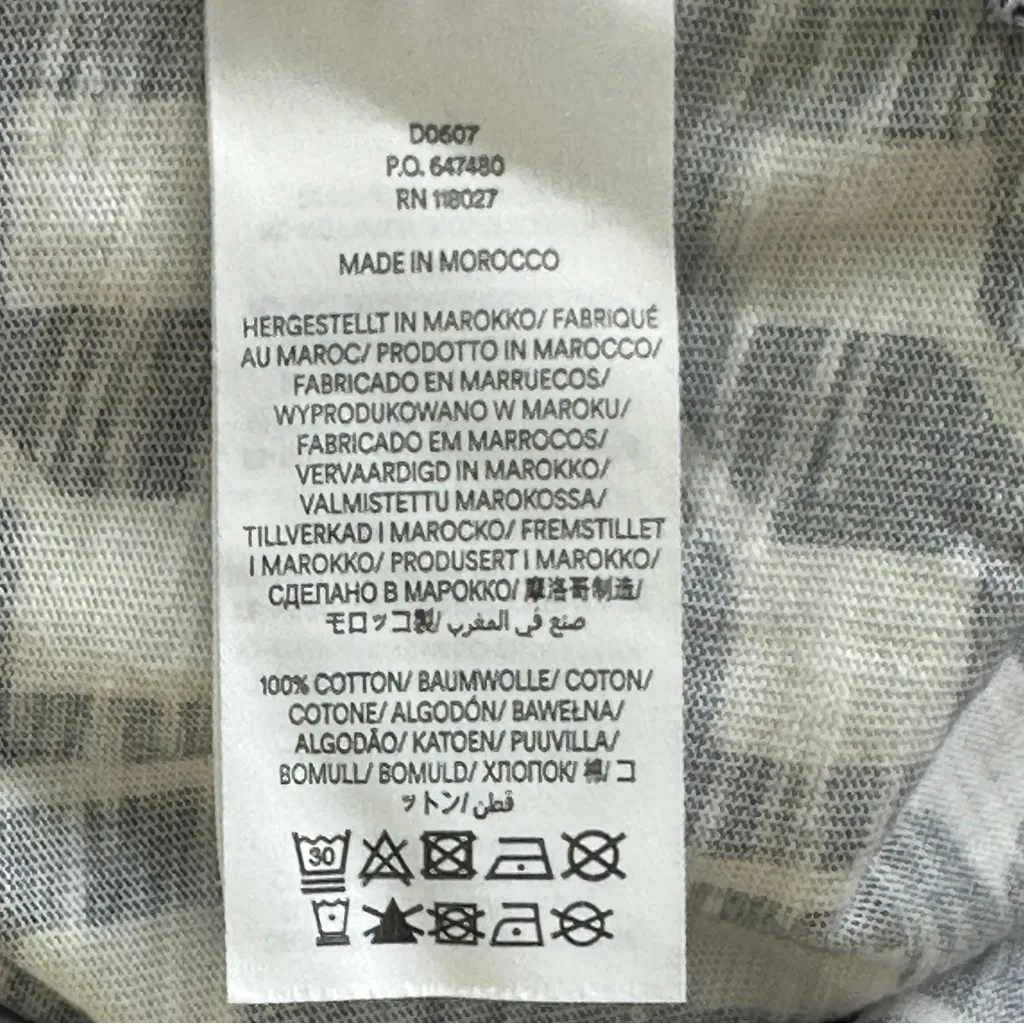 D0607
P.O. 647480
RN 118027
MADE IN MOROCCO
HERGESTELLT IN MAROKKO/ FABRIQUÉ
AU MAROC/ PRODOTTO IN MAROCCO/
FABRICADO EN MARRUECOS/
WYPRODUKOWANO W MAROKU/
FABRICADO EM MARROCOS/
VERVAARDIGD IN MAROKKO/
VALMISTETTU MAROKOSSA/
TILLVERKAD I MAROCKO/ FREMSTILLET
I MAROKKO/ PRODUSERT I MAROKKO/
СДЕЛАНО В МАРОККО/ 摩洛哥制造/
モロッコ製/ صنع في المغرب
100% COTTON/ BAUMWOLLE/ COTON/
COTONE/ ALGODÓN/ BAWEŁNA/
ALGODÃO/ KATOEN/ PUUVILLA/
BOMULL/ BOMULD/ ХЛОПОК/ 棉/ コ
ットン/ قطن
30